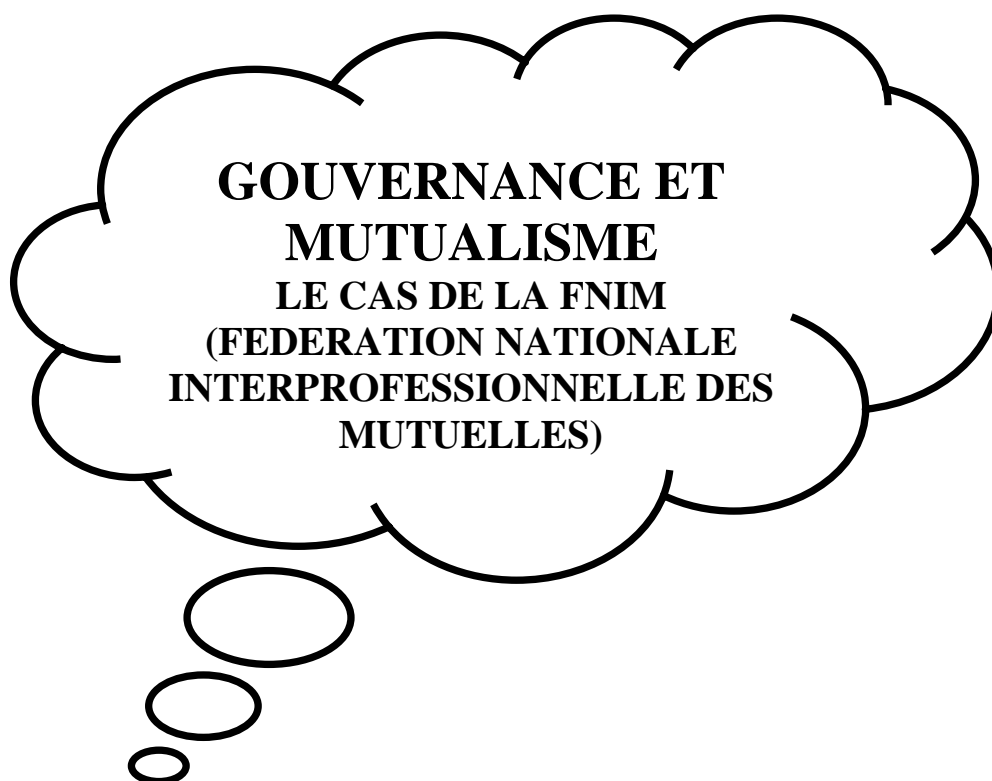 GOUVERNANCE ET
MUTUALISME
LE CAS DE LA FNIM
(FEDERATION NATIONALE
INTERPROFESSIONNELLE DES
MUTUELLES)